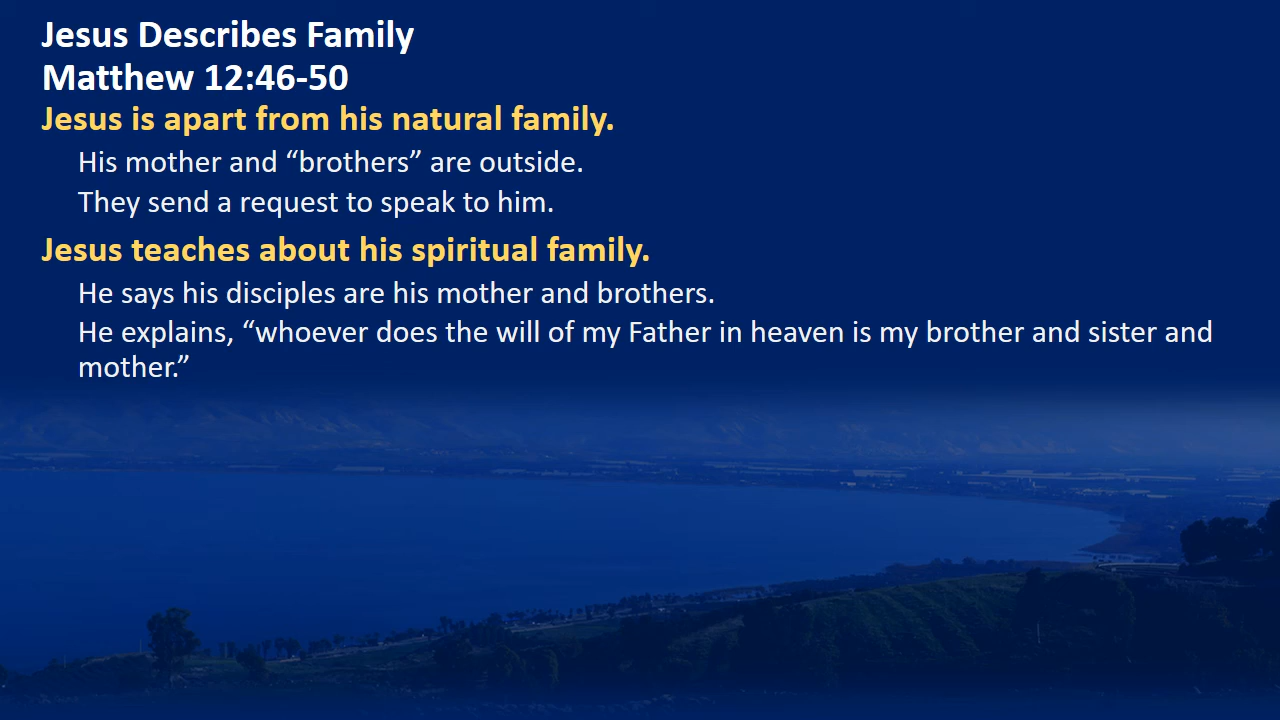 Jesus Describes Family
Matthew 12:46-50
Jesus is apart from his natural family.
His mother and “brothers” are outside.
They send a request to speak to him.
Jesus teaches about his spiritual family.
He says his disciples are his mother and brothers.
He explains, “whoever does the will of my Father in heaven is my brother and sister and
mother.”